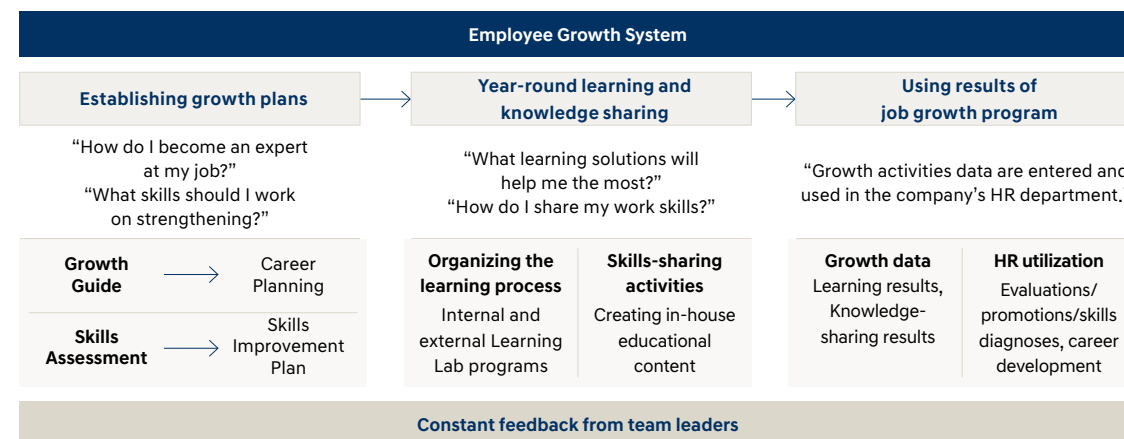 Employee Growth System
Establishing growth plans
“How do I become an expert
at my job?”
“What skills should I work
on strengthening?”
Growth
Guide
Career
Planning
Skills
Assessment
Skills
Improvement
Plan
Year-round learning and
knowledge sharing
“What learning solutions will
help me the most?”
“How do I share my work skills?”
Organizing the
learning process
Internal and
external Learning
Lab programs
Skills-sharing
activities
Creating in-house
educational
content
Using results of
job growth program
“Growth activities data are entered and
used in the company’s HR department.”
Growth data
Learning results,
Knowledge-
sharing results
HR utilization
Evaluations/
promotions/skills
diagnoses, career
development
Constant feedback from team leaders